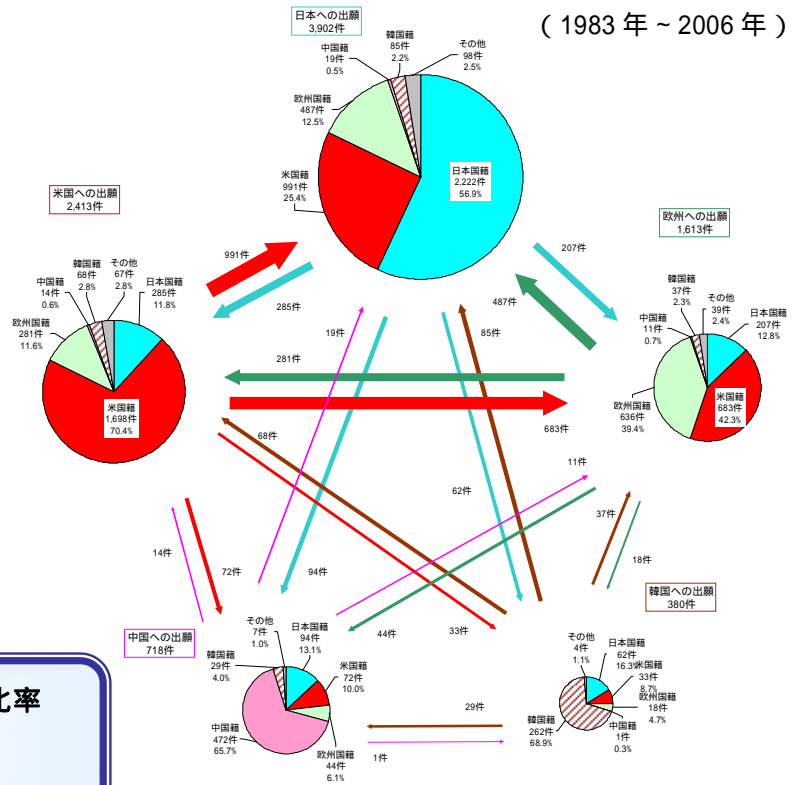 （1983年～2006年）
日本への出願
3,902件
中国籍
19件
0.5%
韓国籍
85件
2.2%
その他
98件
2.5%
欧州国籍
487件
12.5%
米国籍
991件
25.4%
日本国籍
2,222件
56.9%
米国への出願
2,413件
中国籍
14件
0.6%
韓国籍
68件
2.8%
その他
67件
2.8%
日本国籍
285件
11.8%
欧州国籍
281件
11.6%
米国籍
1,698件
70.4%
欧州への出願
1,613件
中国籍
11件
0.7%
韓国籍
37件
2.3%
その他
39件
2.4%
日本国籍
207件
12.8%
欧州国籍
636件
39.4%
米国籍
683件
42.3%
991件
285件
207件
487件
19件
85件
281件
683件
68件
62件
11件
14件
72件
94件
44件
33件
37件
18件
29件
1件
中国への出願
718件
その他
7件
1.0%
日本国籍
94件
13.1%
韓国籍
29件
4.0%
米国籍
72件
10.0%
中国籍
472件
65.7%
欧州国籍
44件
6.1%
韓国への出願
380件
その他
4件
1.1%
日本国籍
62件
16.3%
米国籍
33件
8.7%
欧州国籍
18件
4.7%
韓国籍
262件
68.9%
中国籍
1件
0.3%
比率